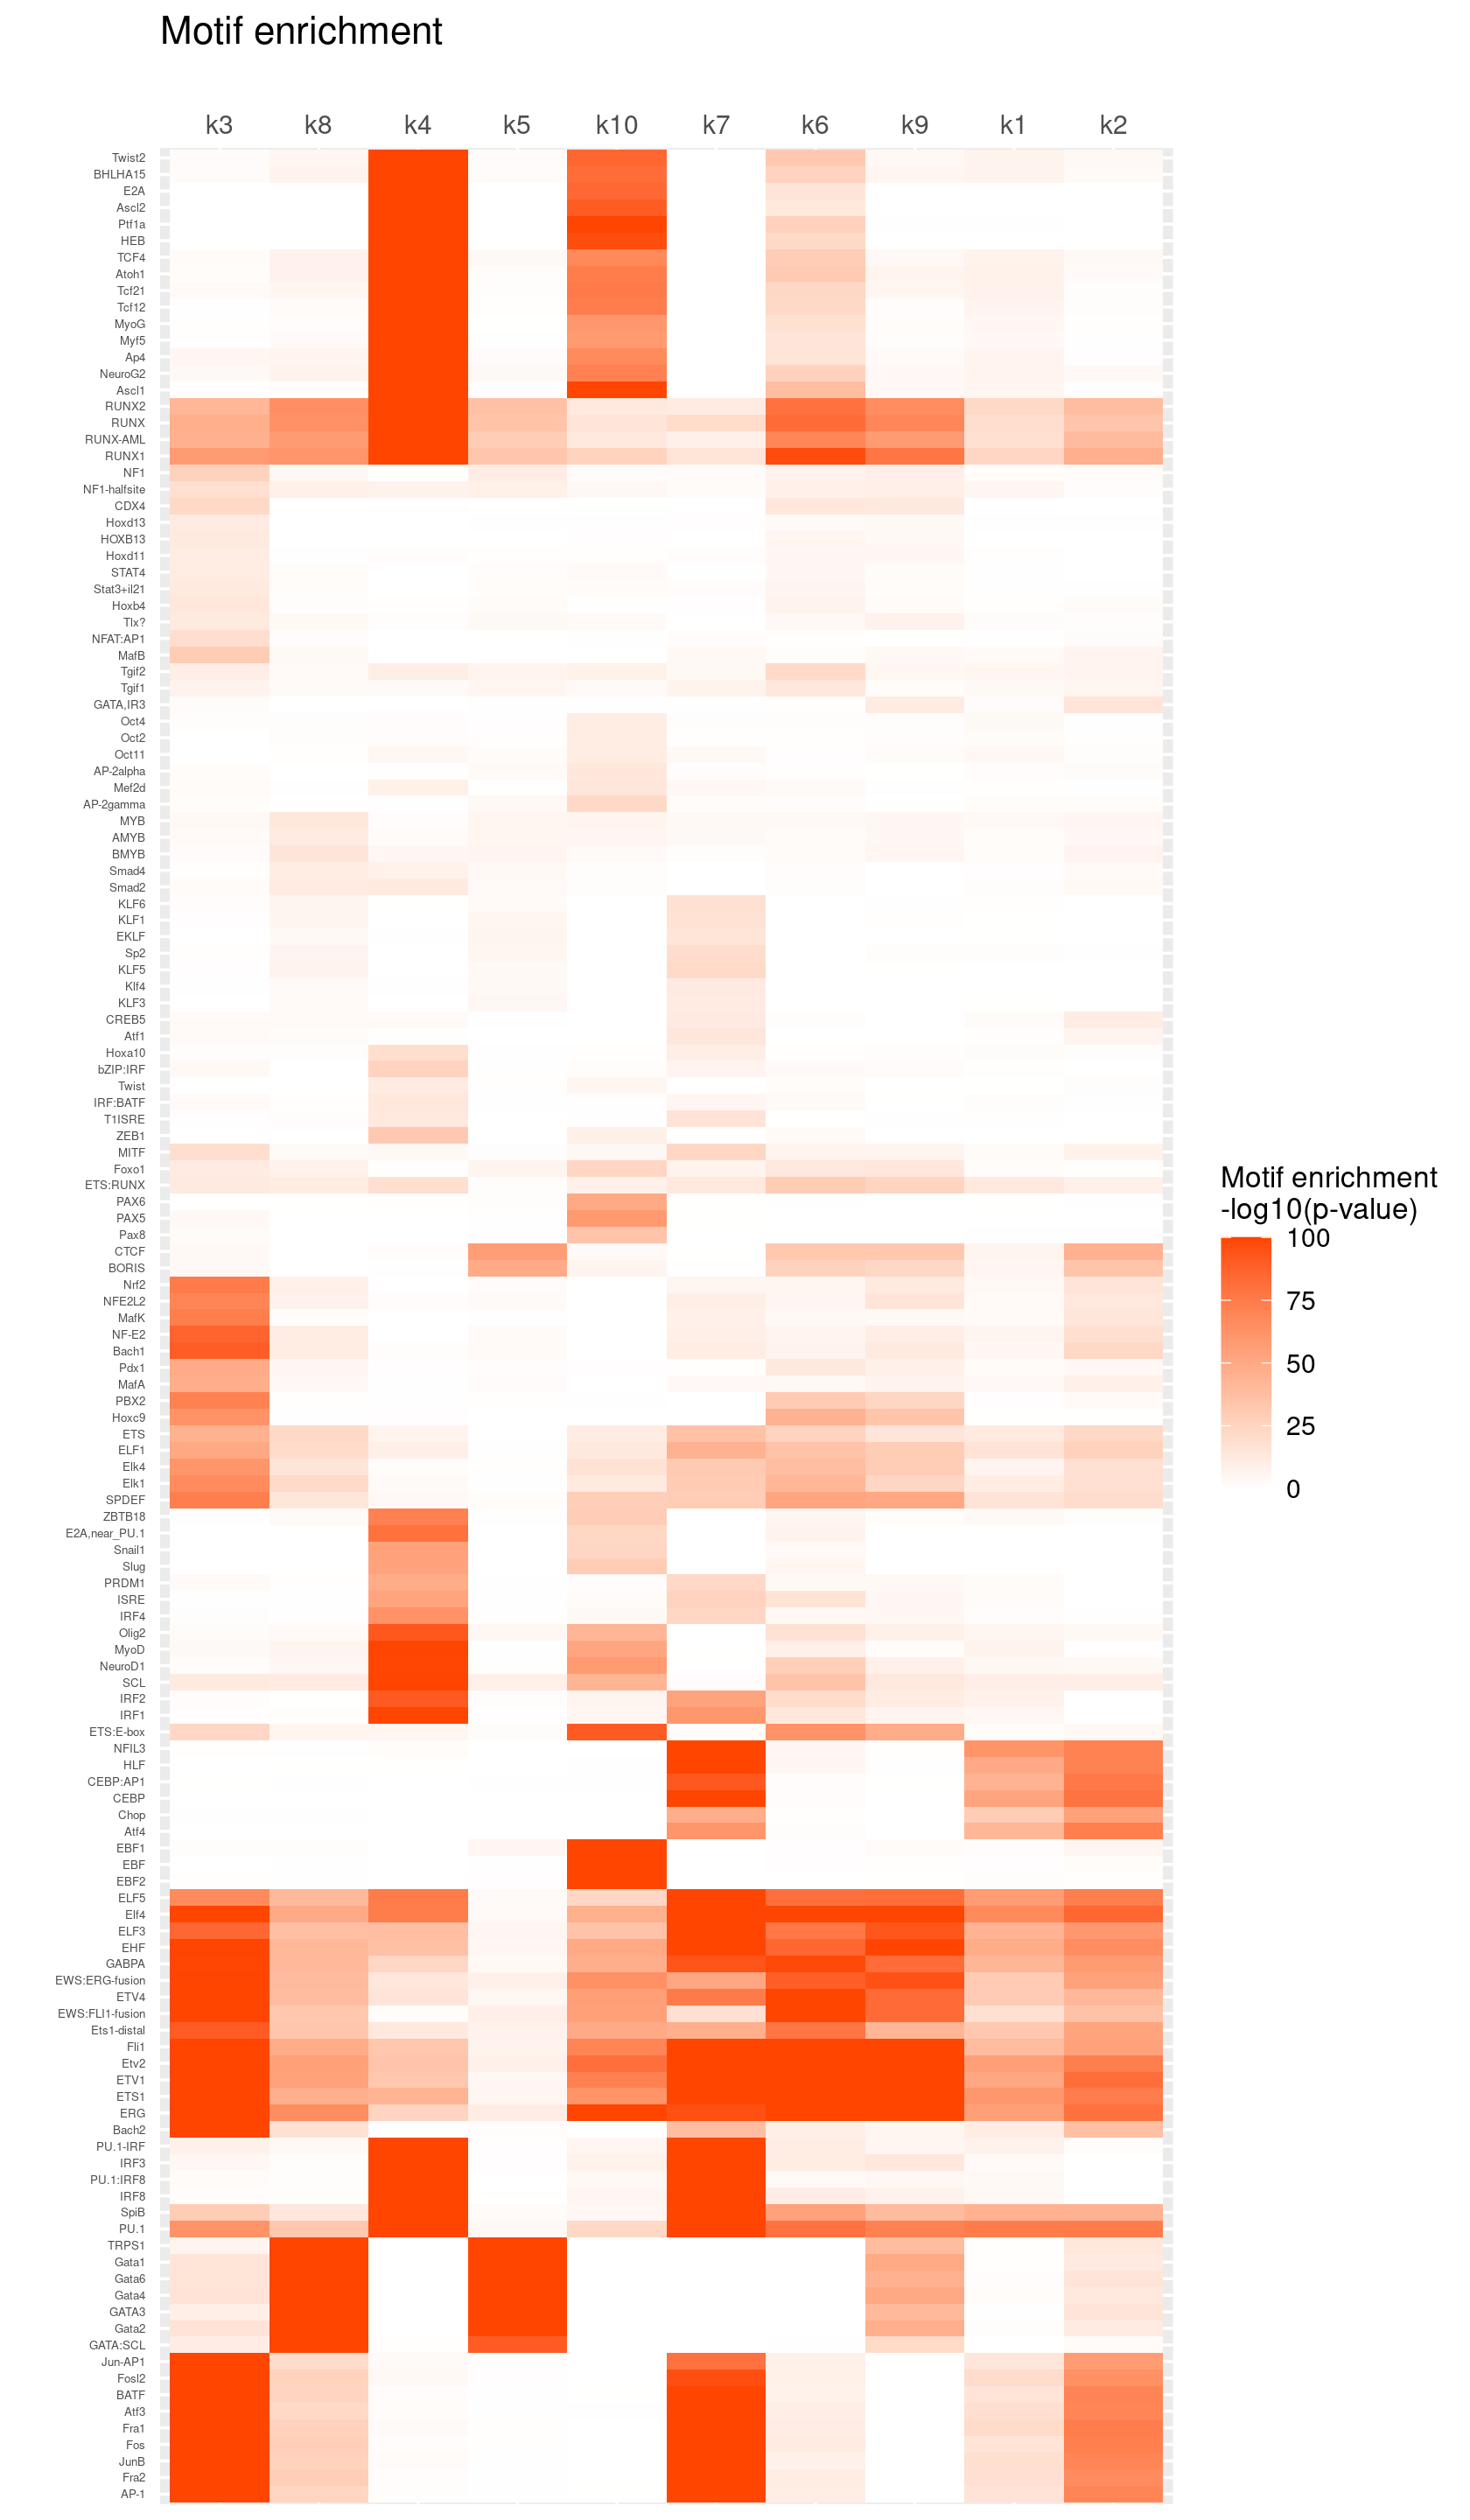 Motif enrichment
k3 k8 k4 k5 k10 k7 k6 k9 k1 k2
Twist2
BHLHA15
E2A
Ascl2
Ptf1a
HEB
TCF4
Atoh1
Tcf21
Tcf12
MyoG
Myf5
Ap4
NeuroG2
Ascl1
RUNX2
RUNX
RUNX-AML
RUNX1
NF1
NF1-halfsite
CDX4
Hoxd13
HOXB13
Hoxd11
STAT4
Stat3+il21
Hoxb4
Tlx?
NFAT:AP1
MafB
Tgif2
Tgif1
GATA,IR3
Oct4
Oct2
Oct11
AP-2alpha
Mef2d
AP-2gamma
MYB
AMYB
BMYB
Smad4
Smad2
KLF6
KLF1
EKLF
Sp2
KLF5
Klf4
KLF3
CREB5
Atf1
Hoxa10
bZIP:IRF
Twist
IRF:BATF
T1ISRE
ZEB1
MITF
Foxo1
ETS:RUNX
PAX6
PAX5
Pax8
CTCF
BORIS
Nrf2
NFE2L2
MafK
NF-E2
Bach1
Pdx1
MafA
PBX2
Hoxc9
ETS
ELF1
Elk4
Elk1
SPDEF
ZBTB18
E2A,near_PU.1
Snail1
Slug
PRDM1
ISRE
IRF4
Olig2
MyoD
NeuroD1
SCL
IRF2
IRF1
ETS:E-box
NFIL3
HLF
CEBP:AP1
CEBP
Chop
Atf4
EBF1
EBF
EBF2
ELF5
Elf4
ELF3
EHF
GABPA
EWS:ERG-fusion
ETV4
EWS:FLI1-fusion
Ets1-distal
Fli1
Etv2
ETV1
ETS1
ERG
Bach2
PU.1-IRF
IRF3
PU.1:IRF8
IRF8
SpiB
PU.1
TRPS1
Gata1
Gata6
Gata4
GATA3
Gata2
GATA:SCL
Jun-AP1
Fosl2
BATF
Atf3
Fra1
Fos
JunB
Fra2
AP-1
Motif enrichment
-log10(p-value)
100
75
50
25
0